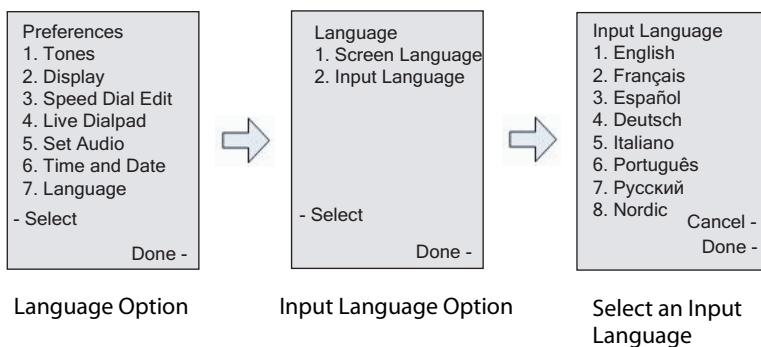 Preferences
1. Tones
2. Display
3. Speed Dial Edit
4. Live Dialpad
5. Set Audio
6. Time and Date
7. Language
- Select
Done -
Language Option
Language
1. Screen Language
2. Input Language
- Select
Done -
Input Language Option
Input Language
1. English
2. Français
3. Español
4. Deutsch
5. Italiano
6. Português
7. Русский
8. Nordic
Cancel -
Done -
Select an Input
Language